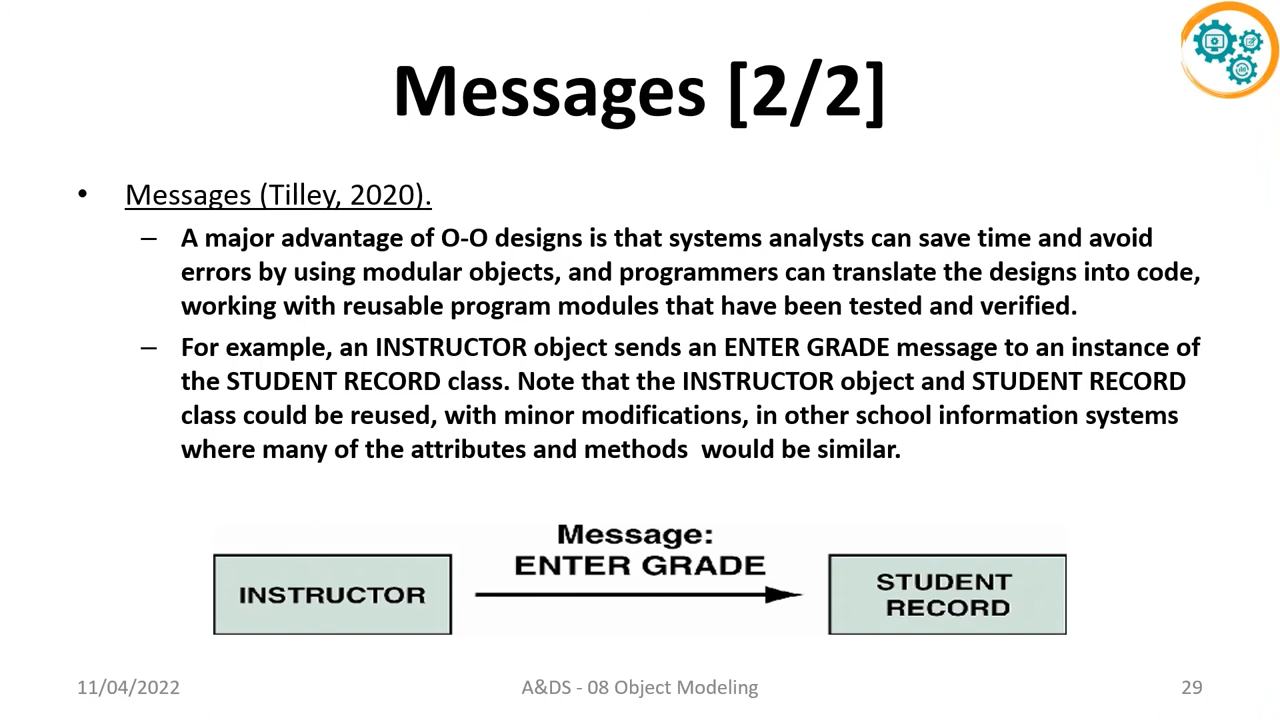 Messages [2/2]
• Messages (Tilley, 2020).
– A major advantage of O-O designs is that systems analysts can save time and avoid
errors by using modular objects, and programmers can translate the designs into code,
working with reusable program modules that have been tested and verified.
– For example, an INSTRUCTOR object sends an ENTER GRADE message to an instance of
the STUDENT RECORD class. Note that the INSTRUCTOR object and STUDENT RECORD
class could be reused, with minor modifications, in other school information systems
where many of the attributes and methods  would be similar.
Message:
ENTER GRADE
INSTRUCTOR
STUDENT
RECORD
11/04/2022
A&DS - 08 Object Modeling
29